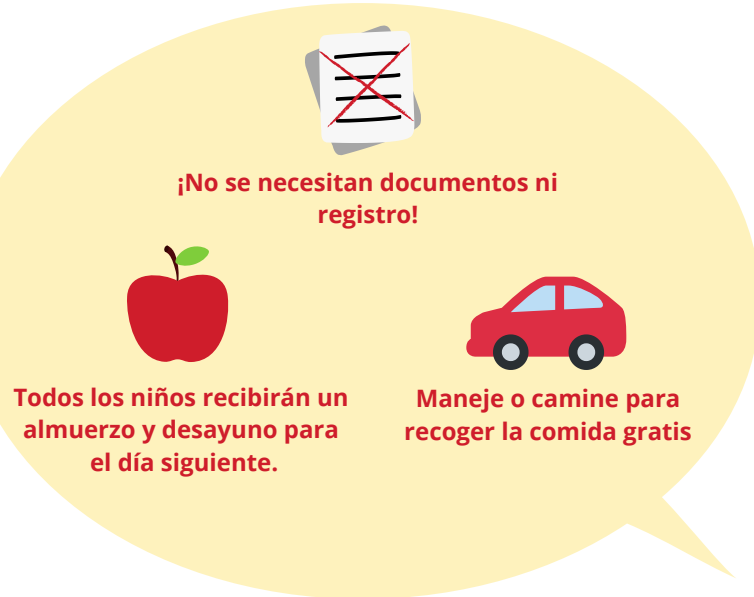 ¡No se necesitan documentos ni
registro!
Todos los niños recibirán un
almuerzo y desayuno para
el día siguiente.
Maneje o camine para
recoger la comida gratis